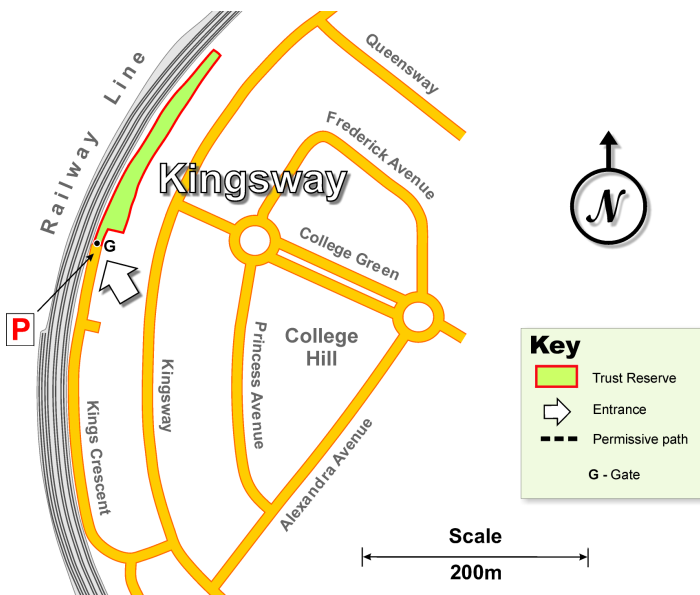 Railway Line
Queensway
Frederick Avenue
Kingsway
G
College Green
P
College
Hill
Princess Avenue
Kingsway
Kings Crescent
Alexandra Avenue
N
Key
Trust Reserve
Entrance
Permissive path
G - Gate
Scale
200m